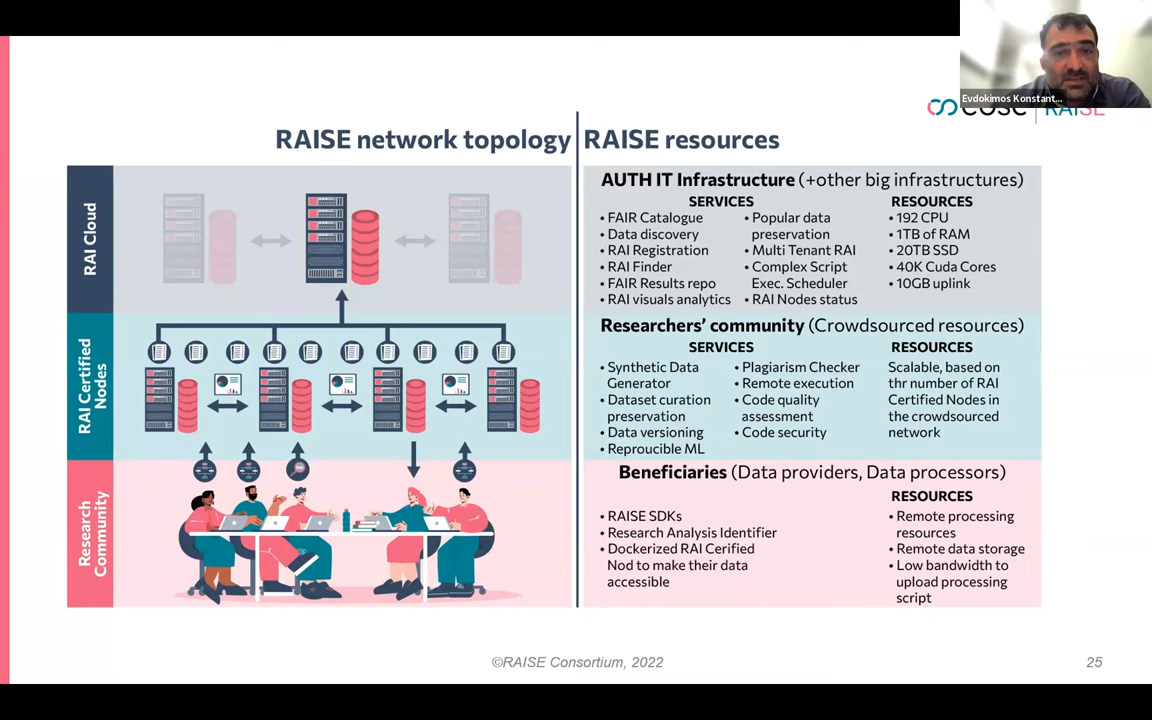 Evdokimos Konstant...
eosc | RAISE
RAISE network topology
RAISE resources
RAI Cloud
AUTH IT Infrastructure (+other big infrastructures)
SERVICES
• FAIR Catalogue
• Data discovery
• RAI Registration
• RAI Finder
• FAIR Results repo
• RAI visuals analytics
• Popular data
preservation
• Multi Tenant RAI
• Complex Script
Exec. Scheduler
• RAI Nodes status
RESOURCES
• 192 CPU
• 1TB of RAM
• 20TB SSD
• 40K Cuda Cores
• 10GB uplink
RAI Certified
Nodes
Researchers' community (Crowdsourced resources)
SERVICES
• Synthetic Data
Generator
• Dataset curation
preservation
• Data versioning
• Reproucible ML
• Plagiarism Checker
• Remote execution
• Code quality
assessment
• Code security
RESOURCES
Scalable, based on
thr number of RAI
Certified Nodes in
the crowdsourced
network
Research
Community
Beneficiaries (Data providers, Data processors)
• RAISE SDKs
• Research Analysis Identifier
• Dockerized RAI Cerified
Nod to make their data
accessible
RESOURCES
• Remote processing
resources
• Remote data storage
• Low bandwidth to
upload processing
script
©RAISE Consortium, 2022
25